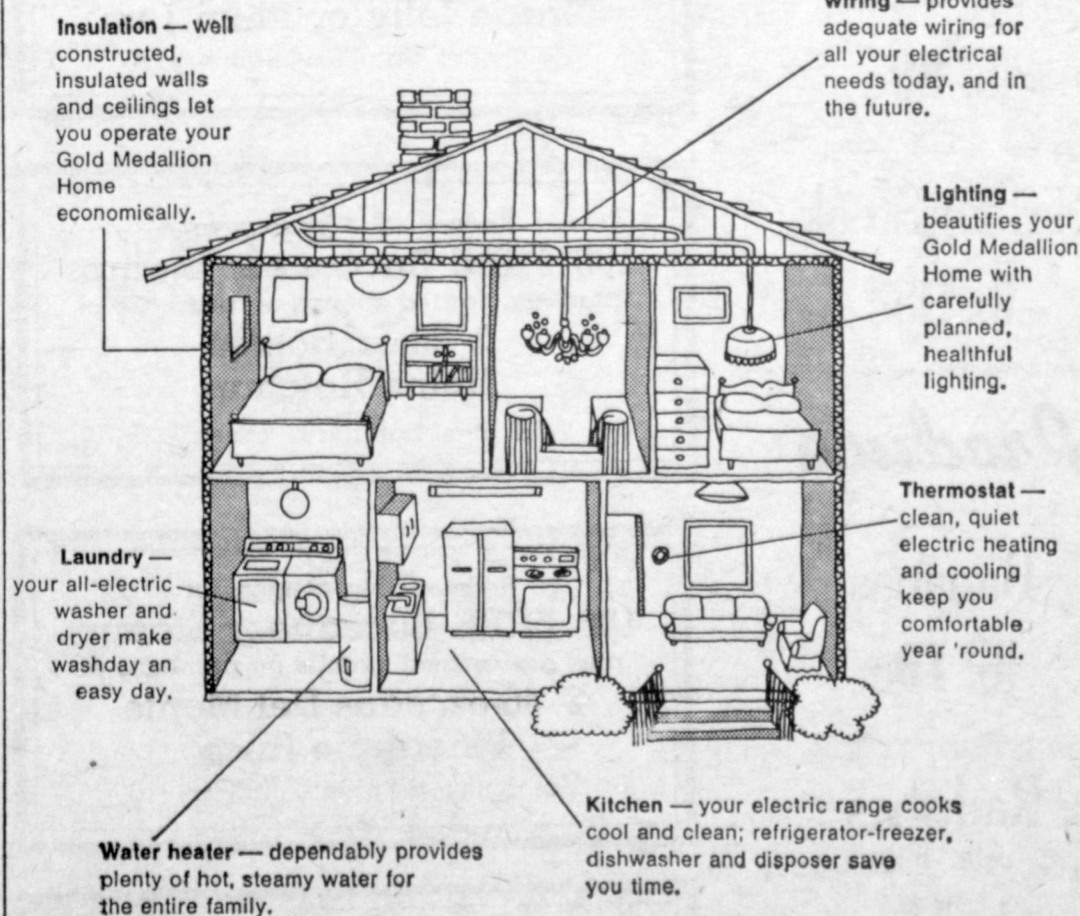 Insulation — well
constructed,
insulated walls
and ceilings let
you operate your
Gold Medallion
Home
economically.
Wiring — provides
adequate wiring for
all your electrical
needs today, and in
the future.
Lighting —
beautifies your
Gold Medallion
Home with
carefully
planned,
healthful
lighting.
Thermostat —
clean, quiet
electric heating
and cooling
keep you
comfortable
year 'round.
Laundry —
your all-electric
washer and
dryer make
washday an
easy day.
Kitchen — your electric range cooks
cool and clean; refrigerator-freezer,
dishwasher and disposer save
you time.
Water heater — dependably provides
plenty of hot, steamy water for
the entire family.